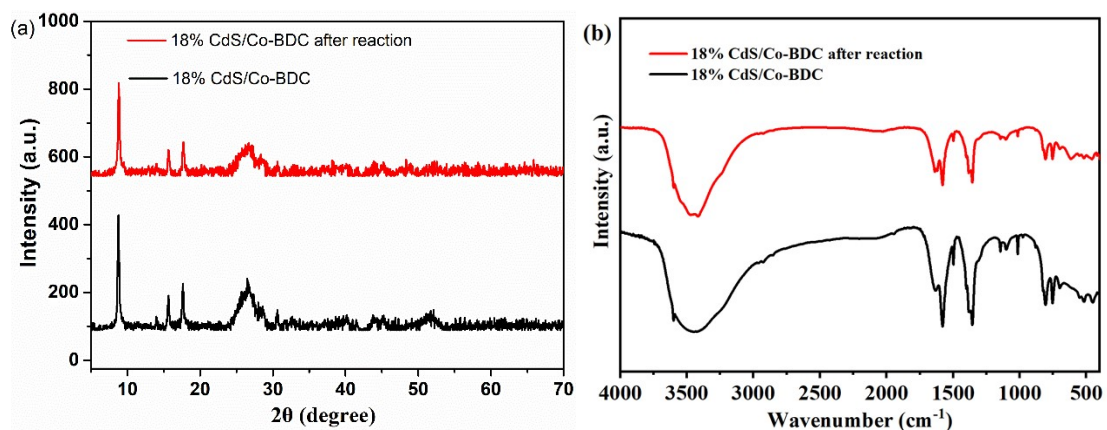 (a)
1000
800
600
400
200
0
Intensity (a.u.)
18% CdS/Co-BDC after reaction
18% CdS/Co-BDC
10 20 30 40 50 60 70
2θ (degree)
(b)
Intensity (a.u.)
18% CdS/Co-BDC after reaction
18% CdS/Co-BDC
4000 3500 3000 2500 2000 1500 1000 500
Wavenumber (cm⁻¹)